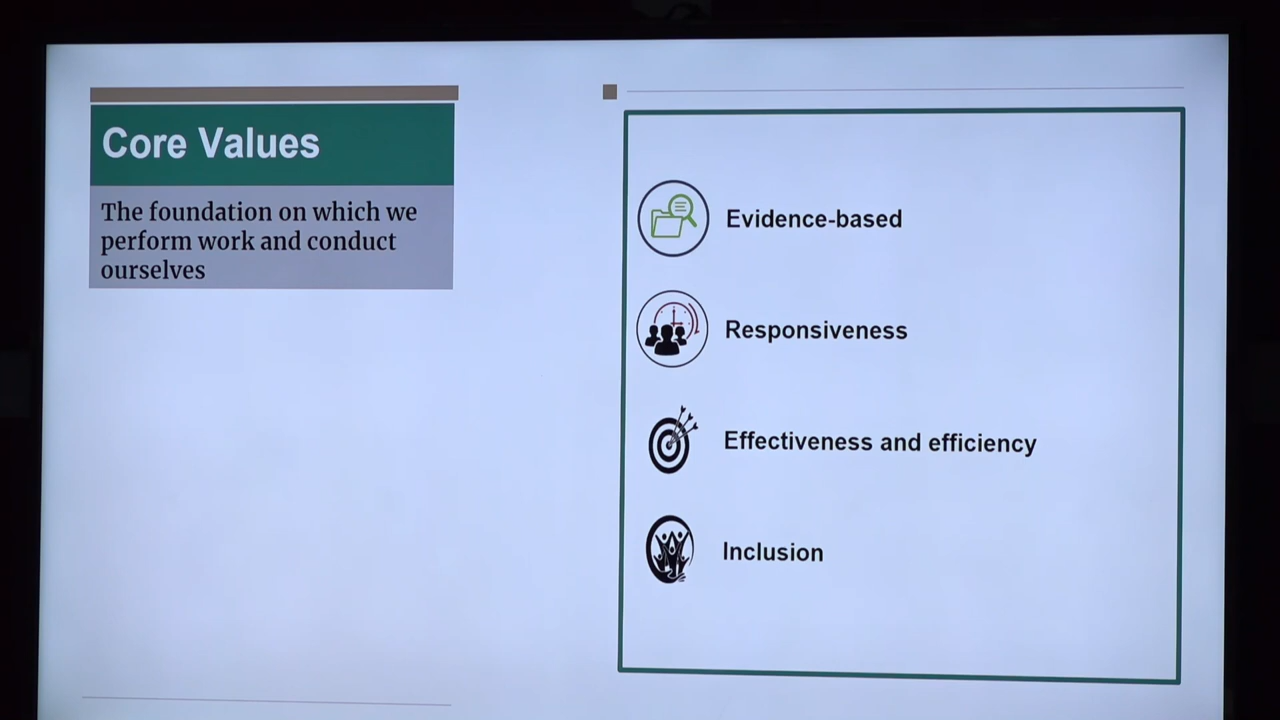 Core Values
The foundation on which we
perform work and conduct
ourselves
Evidence-based
Responsiveness
Effectiveness and efficiency
Inclusion